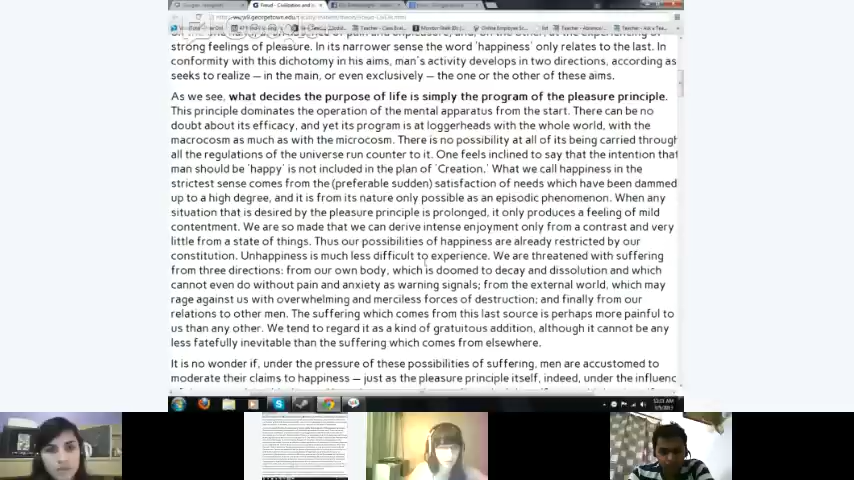 strong feelings of pleasure. In its narrower sense the word 'happiness' only relates to the last. In
conformity with this dichotomy in his aims, man's activity develops in two directions, according as
seeks to realize — in the main, or even exclusively — the one or the other of these aims.
As we see, what decides the purpose of life is simply the program of the pleasure principle.
This principle dominates the operation of the mental apparatus from the start. There can be no
doubt about its efficacy, and yet its program is at loggerheads with the whole world, with the
macrocosm as much as with the microcosm. There is no possibility at all of its being carried through
all the regulations of the universe run counter to it. One feels inclined to say that the intention that
man should be 'happy' is not included in the plan of 'Creation.' What we call happiness in the
strictest sense comes from the (preferable sudden) satisfaction of needs which have been dammed
up to a high degree, and it is from its nature only possible as an episodic phenomenon. When any
situation that is desired by the pleasure principle is prolonged, it only produces a feeling of mild
contentment. We are so made that we can derive intense enjoyment only from a contrast and very
little from a state of things. Thus our possibilities of happiness are already restricted by our
constitution. Unhappiness is much less difficult to experience. We are threatened with suffering
from three directions: from our own body, which is doomed to decay and dissolution and which
cannot even do without pain and anxiety as warning signals; from the external world, which may
rage against us with overwhelming and merciless forces of destruction; and finally from our
relations to other men. The suffering which comes from this last source is perhaps more painful to
us than any other. We tend to regard it as a kind of gratuitous addition, although it cannot be any
less fatefully inevitable than the suffering which comes from elsewhere.
It is no wonder if, under the pressure of these possibilities of suffering, men are accustomed to
moderate their claims to happiness — just as the pleasure principle itself, indeed, under the influenc